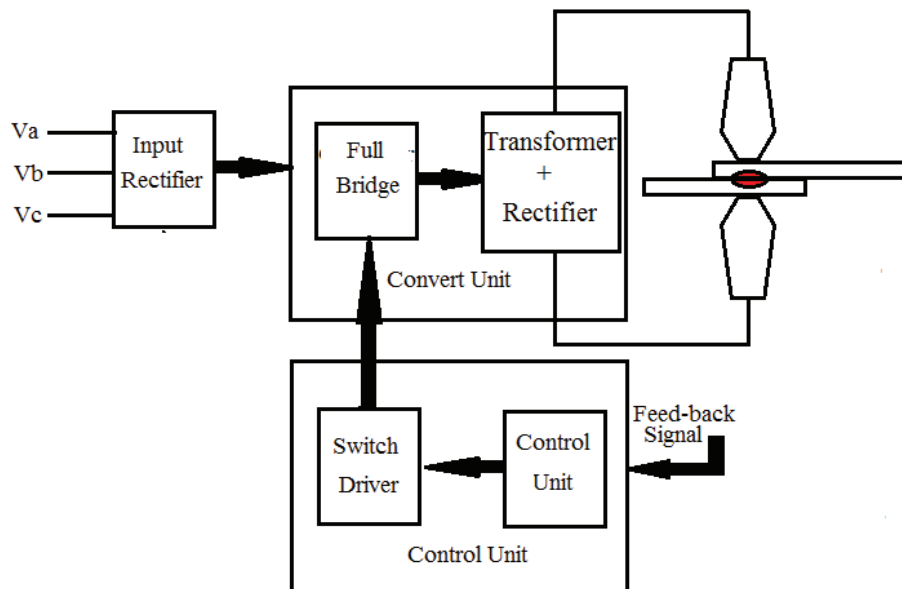 Va
Vb
Vc
Input
Rectifier
Full
Bridge
Transformer
+
Rectifier
Convert Unit
Switch
Driver
Control
Unit
Control Unit
Feed-back
Signal